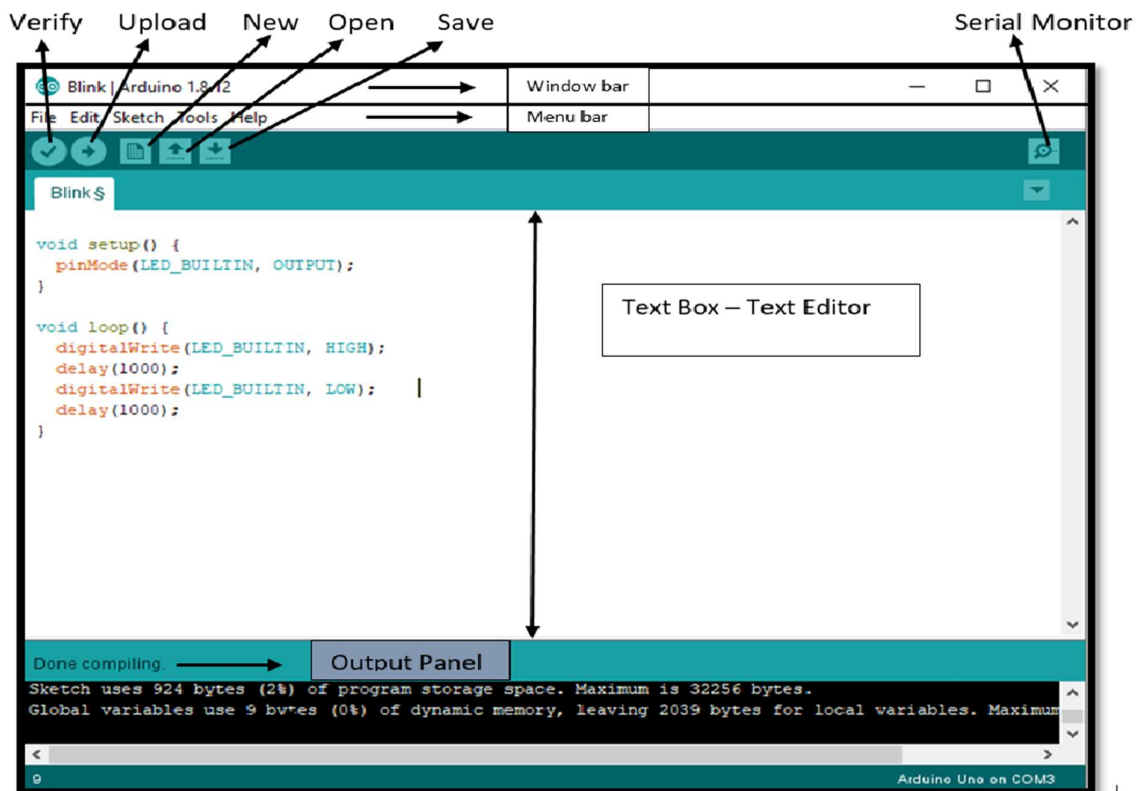 Verify Upload New Open Save Serial Monitor
Blink | Arduino 1.8.12 Window bar
File Edit Sketch Tools Help Menu bar
Blink §
void setup() {
pinMode(LED_BUILTIN, OUTPUT);
}
Text Box – Text Editor
void loop() {
digitalWrite(LED_BUILTIN, HIGH);
delay(1000);
digitalWrite(LED_BUILTIN, LOW);
delay(1000);
}
Done compiling. Output Panel
Sketch uses 924 bytes (2%) of program storage space. Maximum is 32256 bytes.
Global variables use 9 bytes (0%) of dynamic memory, leaving 2039 bytes for local variables. Maximum
9 Arduino Uno on COM3